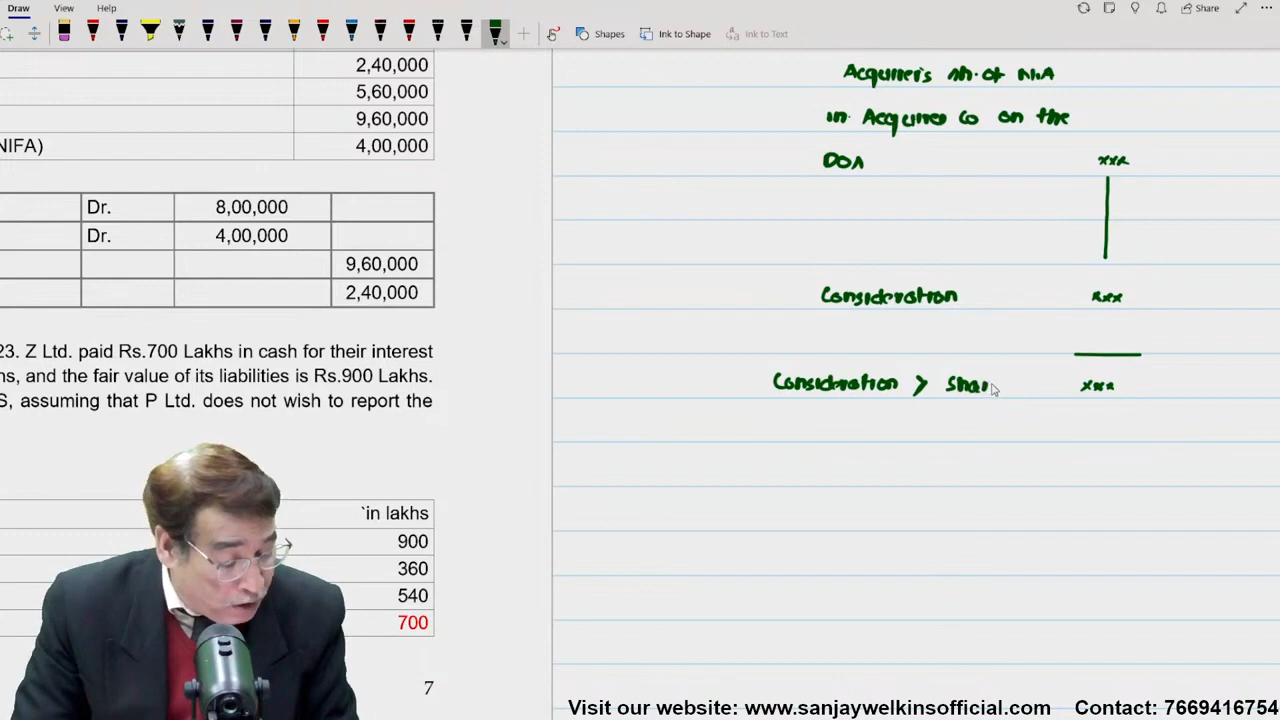 Draw View Help
Share
Shapes Ink to Shape Ink to Text
2,40,000
5,60,000
9,60,000
NIFA) 4,00,000
Dr. 8,00,000
Dr. 4,00,000
9,60,000
2,40,000
23. Z Ltd. paid Rs.700 Lakhs in cash for their interest
ns, and the fair value of its liabilities is Rs.900 Lakhs.
S, assuming that P Ltd. does not wish to report the
`in lakhs
900
360
540
700
7
Acquirer's sh. of N.A
in Acquiree Co on the
DOA xxx
Consideration xxx
Consideration > Shar xxx
Visit our website: www.sanjaywelkinsofficial.com Contact: 7669416754